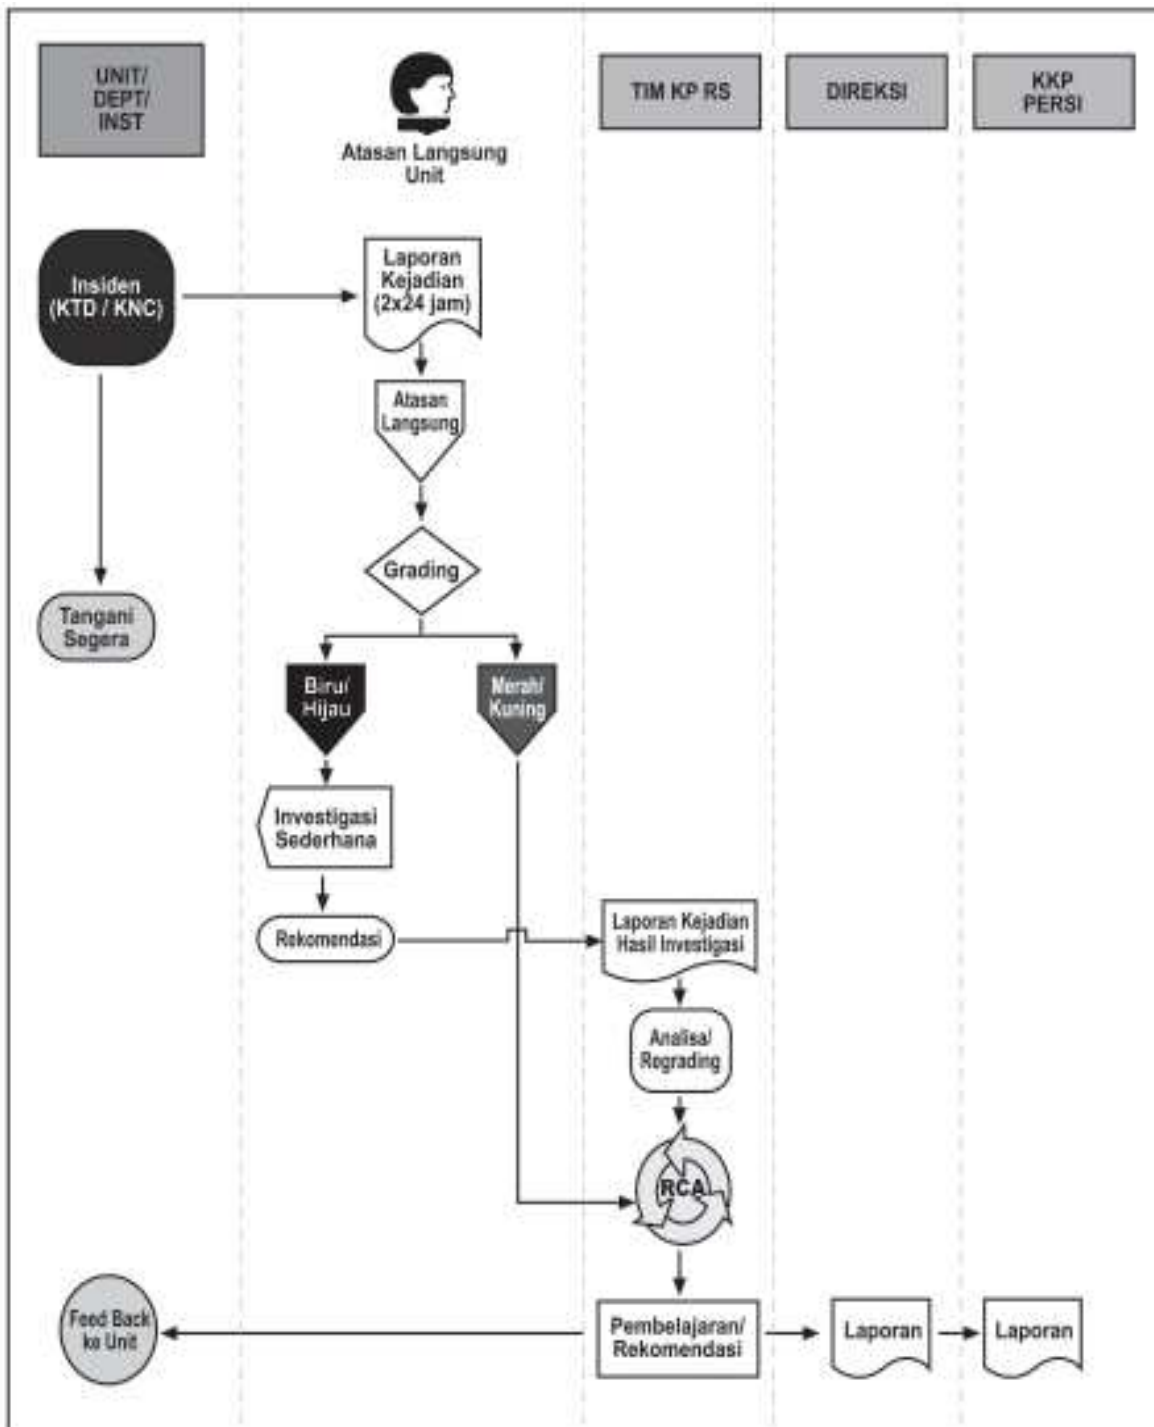 UNIT/
DEPT/
INST
Atasan Langsung
Unit
TIM KP RS
DIREKSI
KKP
PERSI
Insiden
(KTD / KNC)
Laporan
Kejadian
(2x24 jam)
Atasan
Langsung
Grading
Tangani
Segera
Biru/
Hijau
Merah/
Kuning
Investigasi
Sederhana
Rekomendasi
Laporan Kejadian
Hasil Investigasi
Analisa/
Regrading
RCA
Feed Back
ke Unit
Pembelajaran/
Rekomendasi
Laporan
Laporan